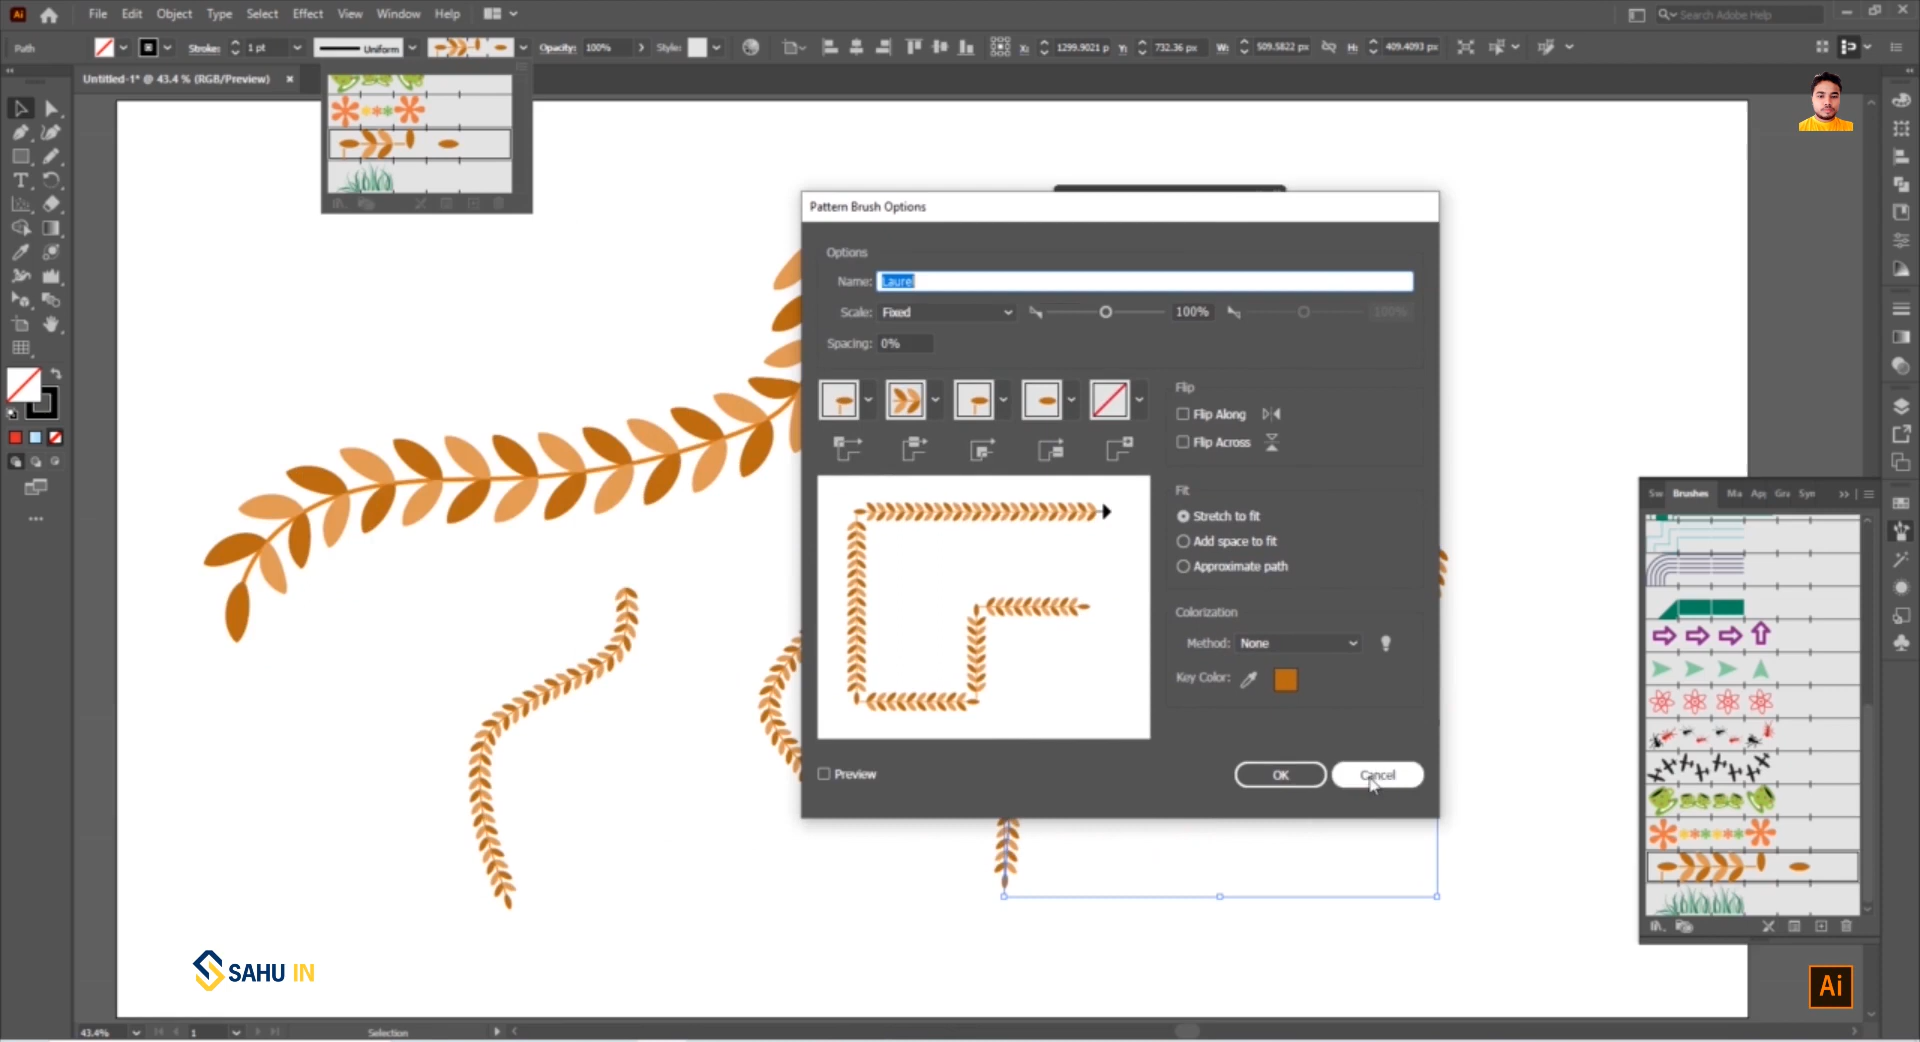 Ai File Edit Object Type Select Effect View Window Help Search Adobe Help
Path Stroke: 1 pt Uniform Opacity: 100% Style: X: 1299.9021 p Y: 732.36 px W: 509.5822 px H: 409.4093 px
Untitled-1* @ 43.4 % (RGB/Preview) ×
Pattern Brush Options
Options
Name: Laurel
Scale: Fixed 100% 100%
Spacing: 0%
Flip
Flip Along
Flip Across
Fit
Stretch to fit
Add space to fit
Approximate path
Colorization
Method: None
Key Color:
Preview OK Cancel
Sw Brushes Ma Ap Gra Syn
SAHU IN
Ai
43.4% 1 Selection